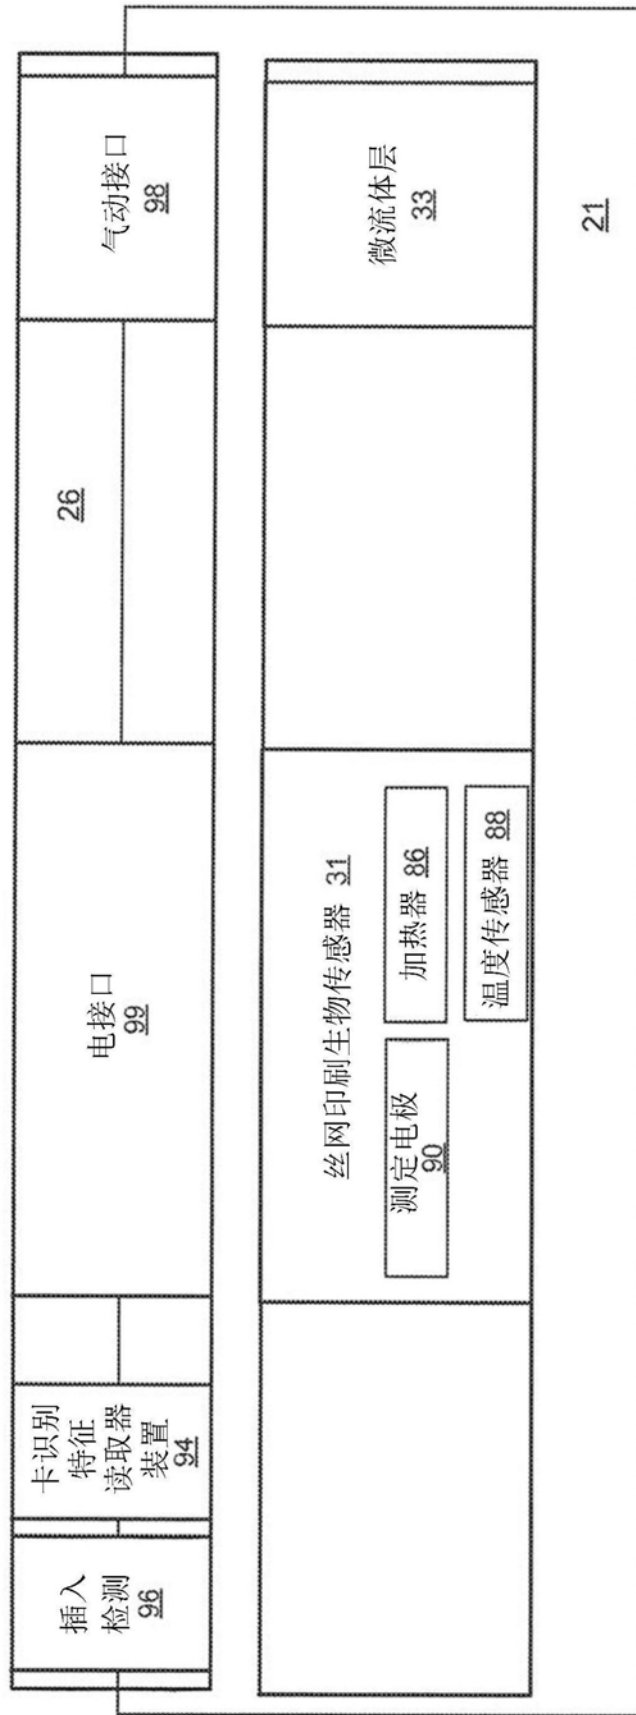 插入
检测
96
卡识别
特征
读取器
装置
94
电接口
99
26
气动接口
98
丝网印刷生物传感器 31
测定电极
90
加热器 86
温度传感器 88
微流体层
33
21